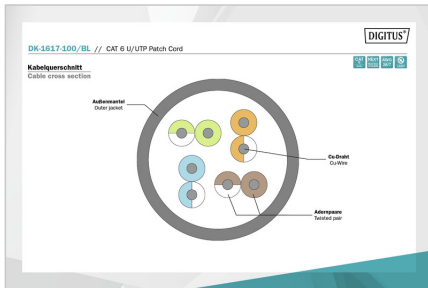 DIGITUS®
DK-1617-100/BL // CAT 6 U/UTP Patch Cord
Kabelquerschnitt
Cable cross section
Außenmantel
Outer jacket
Cu-Draht
Cu-Wire
Adernpaare
Twisted pair